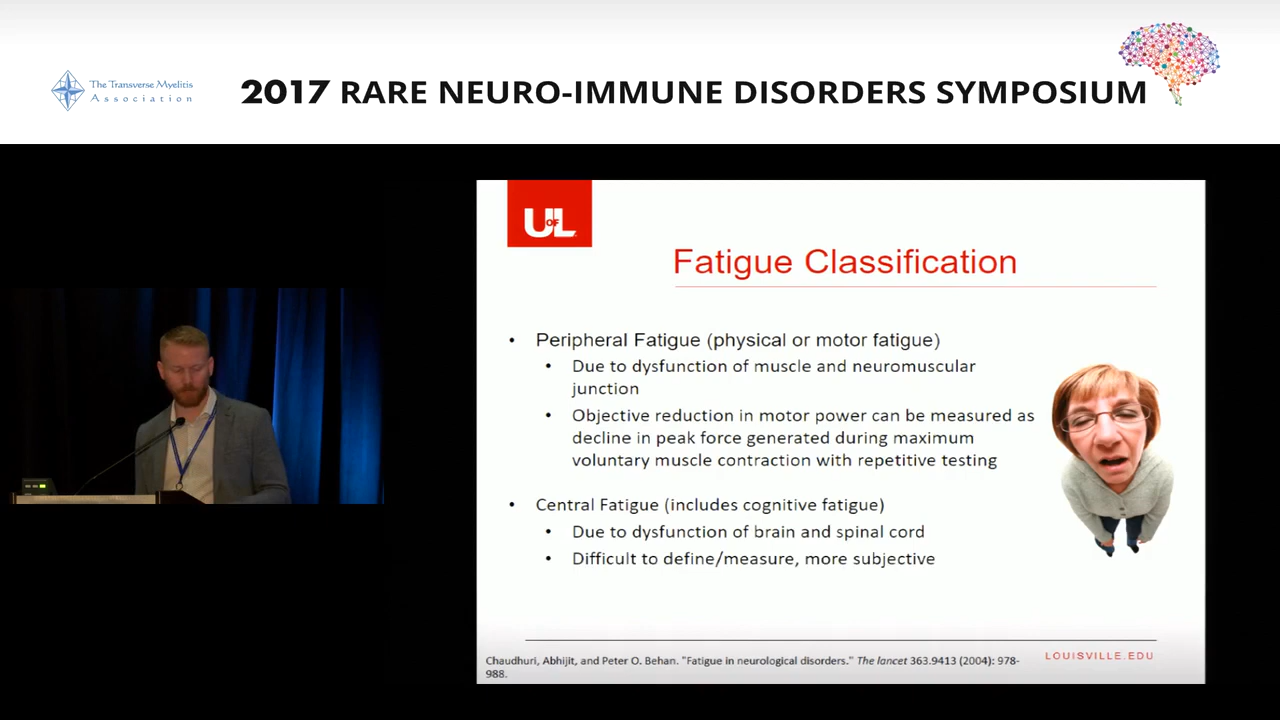 The Transverse Myelitis
Association
2017 RARE NEURO-IMMUNE DISORDERS SYMPOSIUM
UOFL
Fatigue Classification
• Peripheral Fatigue (physical or motor fatigue)
• Due to dysfunction of muscle and neuromuscular
junction
• Objective reduction in motor power can be measured as
decline in peak force generated during maximum
voluntary muscle contraction with repetitive testing
• Central Fatigue (includes cognitive fatigue)
• Due to dysfunction of brain and spinal cord
• Difficult to define/measure, more subjective
Chaudhuri, Abhijit, and Peter O. Behan. "Fatigue in neurological disorders." The lancet 363.9413 (2004): 978-
988.
LOUISVILLE.EDU